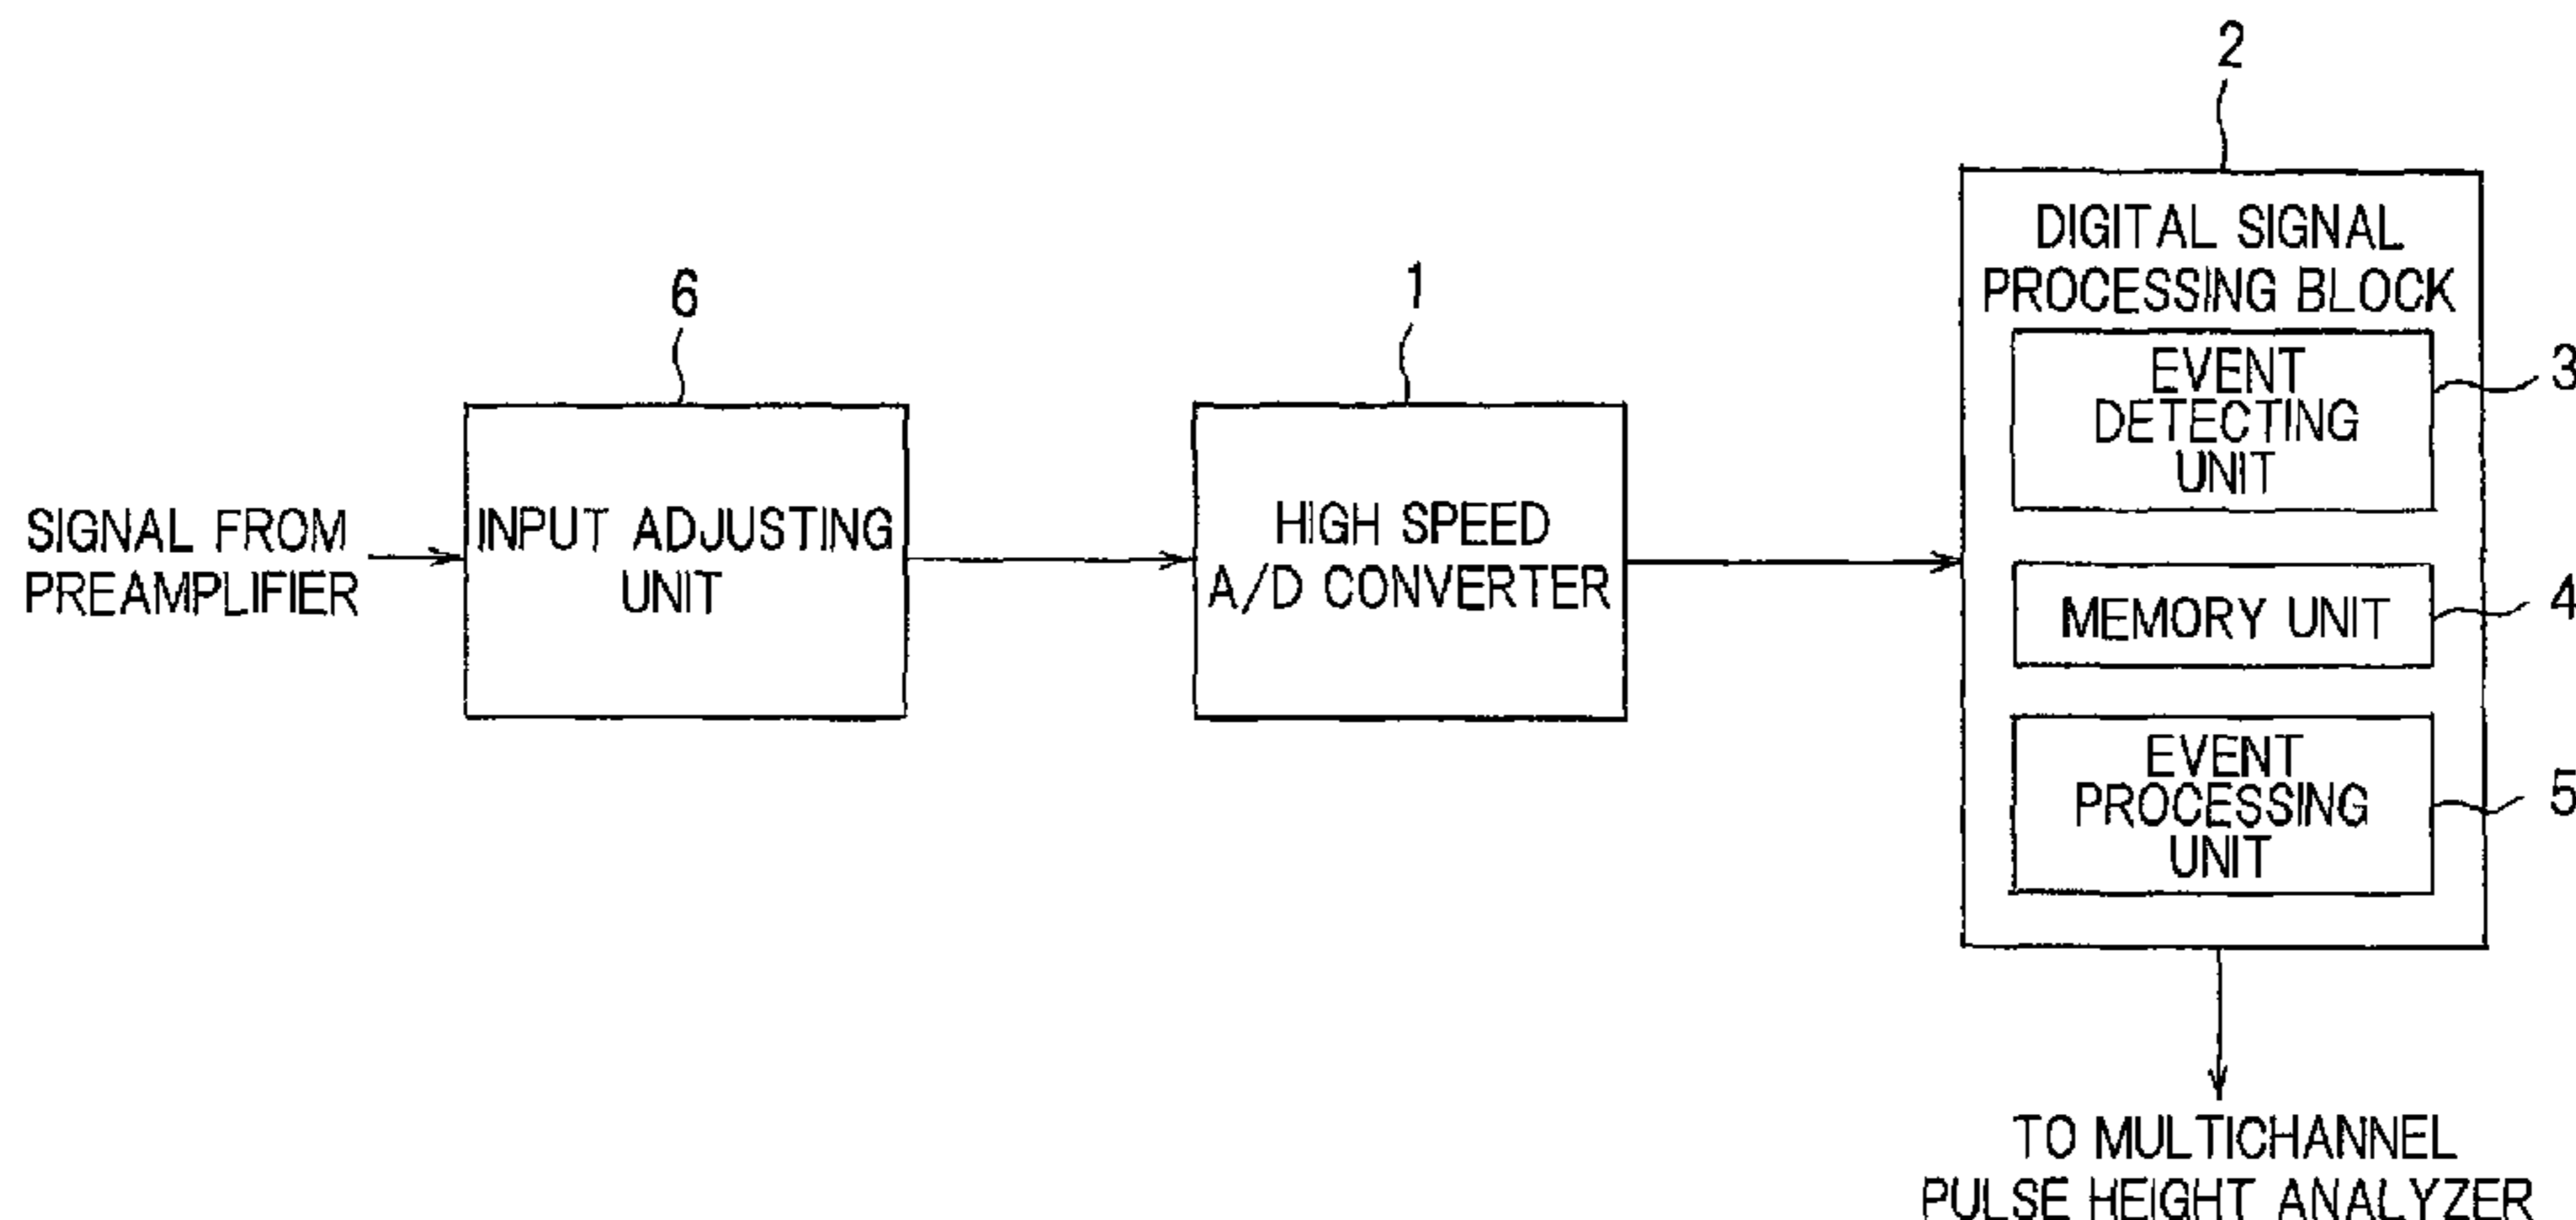 2
DIGITAL SIGNAL
PROCESSING BLOCK
6
1
EVENT
DETECTING
UNIT
3
SIGNAL FROM
PREAMPLIFIER
INPUT ADJUSTING
UNIT
HIGH SPEED
A/D CONVERTER
MEMORY UNIT
4
EVENT
PROCESSING
UNIT
5
TO MULTICHANNEL
PULSE HEIGHT ANALYZER